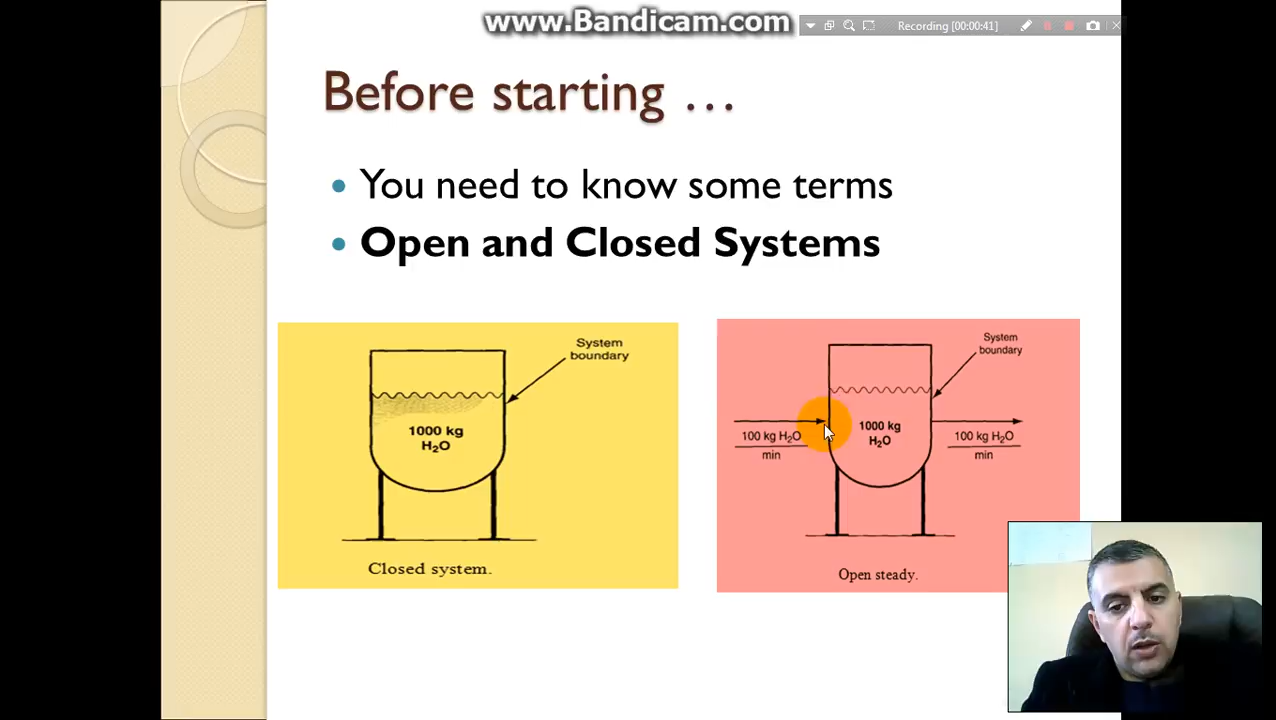 www.Bandicam.com
Recording [00:00:41]
Before starting …
You need to know some terms
Open and Closed Systems
System
boundary
1000 kg
H₂O
Closed system.
System
boundary
100 kg H₂O
min
1000 kg
H₂O
100 kg H₂O
min
Open steady.